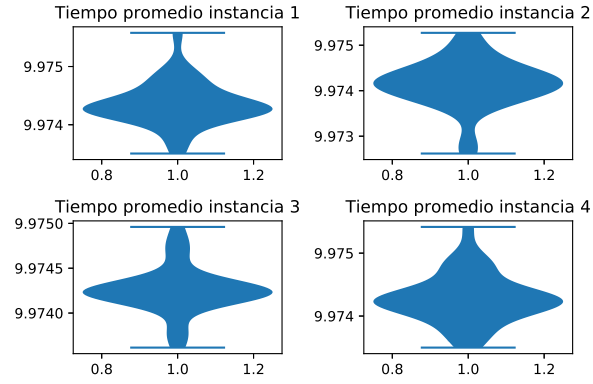 Tiempo promedio instancia 1
9.975
9.974
0.8 1.0 1.2
Tiempo promedio instancia 2
9.975
9.974
9.973
0.8 1.0 1.2
Tiempo promedio instancia 3
9.9750
9.9745
9.9740
0.8 1.0 1.2
Tiempo promedio instancia 4
9.975
9.974
0.8 1.0 1.2